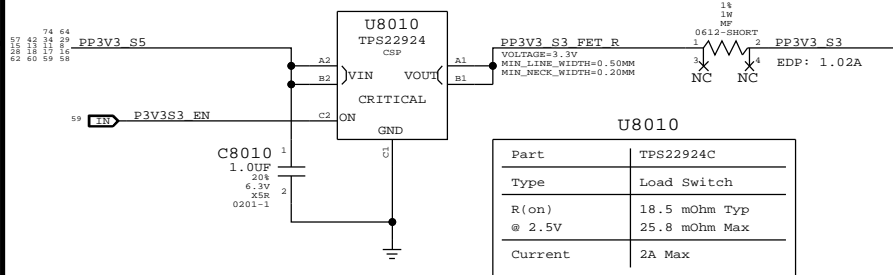 1%
1W
MF
0612-SHORT
74 64
57 42 34 29
15 13 11 8
28 18 17 16
62 60 59 58
PP3V3_S5
U8010
TPS22924
CSP
A2
B2
VIN
VOUT
A1
B1
CRITICAL
C2
ON
GND
C1
PP3V3_S3_FET_R
VOLTAGE=3.3V
MIN_LINE_WIDTH=0.50MM
MIN_NECK_WIDTH=0.20MM
1
2
3
4
NC
NC
PP3V3_S3
EDP: 1.02A
59
IN
P3V3S3_EN
C8010
1.0UF
20%
6.3V
X5R
0201-1
1
2
U8010
Part TPS22924C
Type Load Switch
R(on) 18.5 mOhm Typ
@ 2.5V 25.8 mOhm Max
Current 2A Max